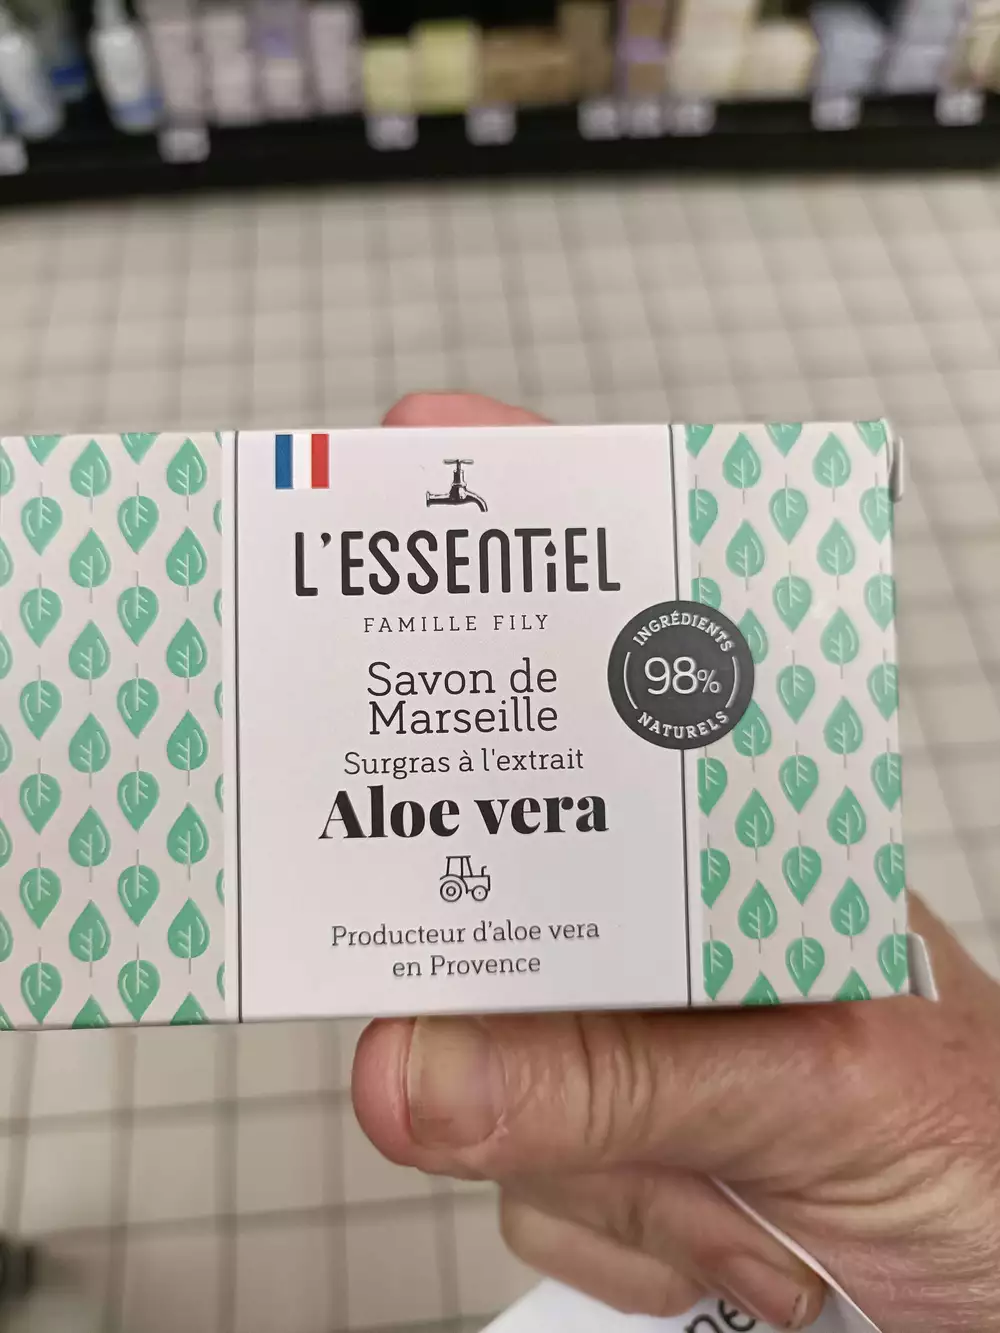 L'ESSENTiEL
FAMILLE FILY
Savon de
Marseille
Surgras à l'extrait
Aloe vera
Producteur d'aloe vera
en Provence
INGRÉDIENTS
98%
NATURELS